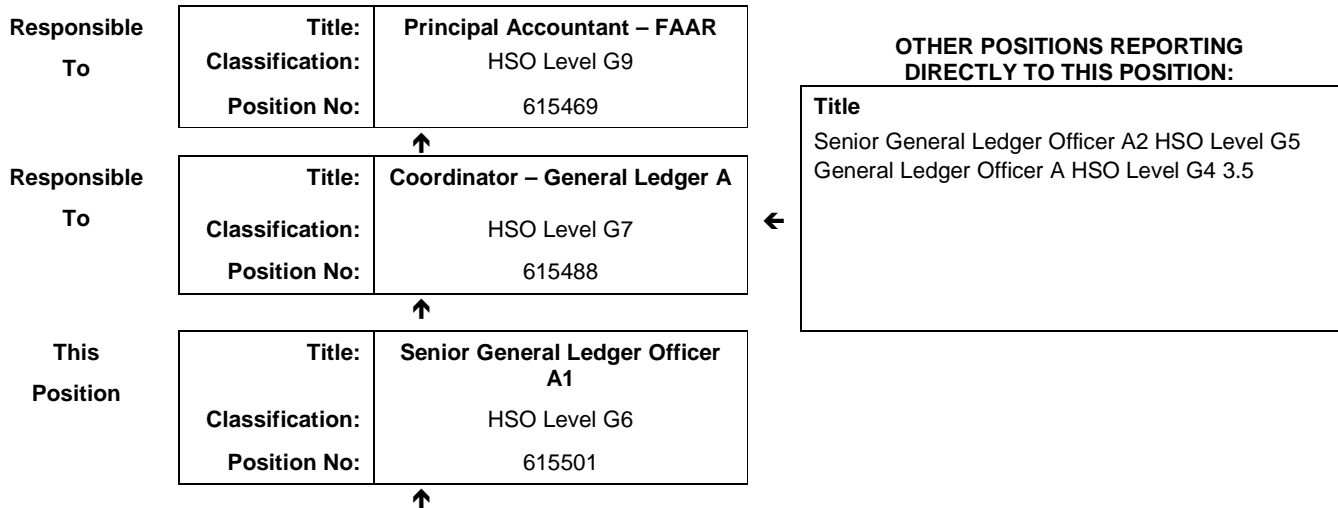 Responsible
To
Title: Principal Accountant – FAAR
Classification: HSO Level G9
Position No: 615469
🡹
Responsible
To
Title: Coordinator – General Ledger A
Classification: HSO Level G7
Position No: 615488
🡹
This
Position
Title: Senior General Ledger Officer
A1
Classification: HSO Level G6
Position No: 615501
🡹
OTHER POSITIONS REPORTING
DIRECTLY TO THIS POSITION:
🡸
Title
Senior General Ledger Officer A2 HSO Level G5
General Ledger Officer A HSO Level G4 3.5